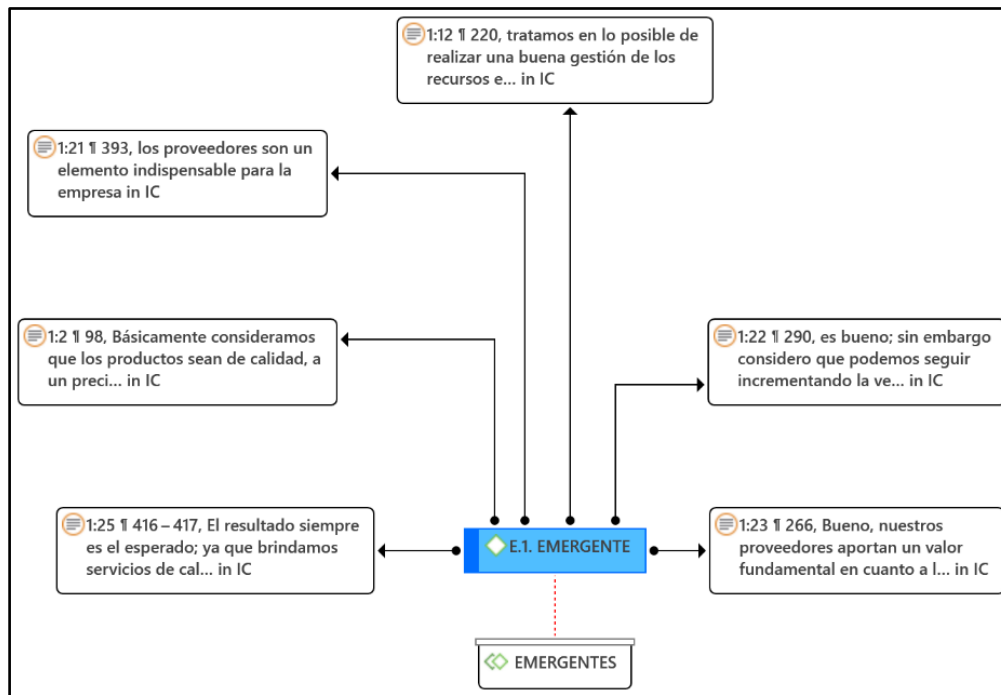 1:12 ¶ 220, tratamos en lo posible de
realizar una buena gestión de los
recursos e... in IC
1:21 ¶ 393, los proveedores son un
elemento indispensable para la
empresa in IC
1:2 ¶ 98, Básicamente consideramos
que los productos sean de calidad, a
un preci... in IC
1:22 ¶ 290, es bueno; sin embargo
considero que podemos seguir
incrementando la ve... in IC
1:25 ¶ 416 – 417, El resultado siempre
es el esperado; ya que brindamos
servicios de cal... in IC
E.1. EMERGENTE
1:23 ¶ 266, Bueno, nuestros
proveedores aportan un valor
fundamental en cuanto a l... in IC
EMERGENTES